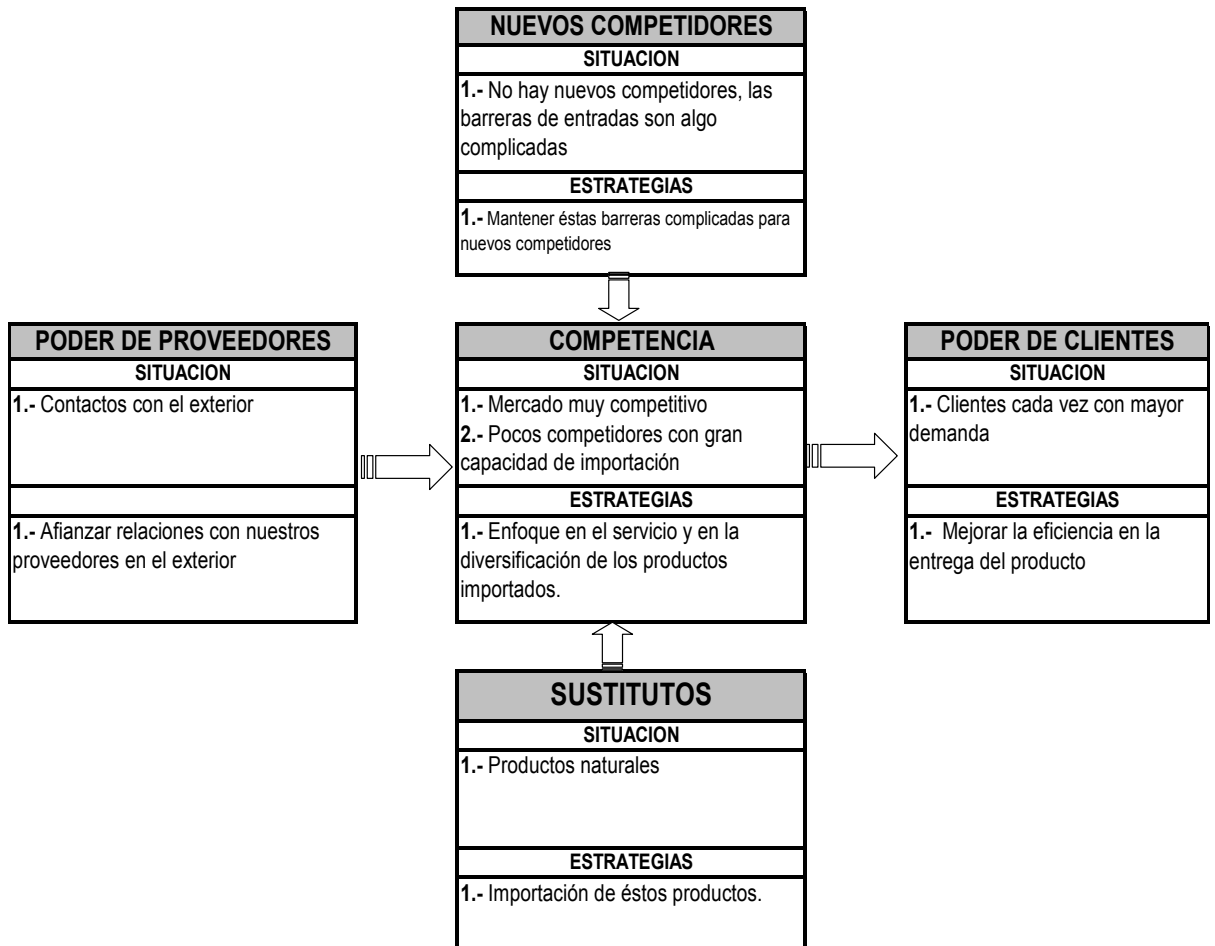 NUEVOS COMPETIDORES
SITUACION
1.- No hay nuevos competidores, las
barreras de entradas son algo
complicadas
ESTRATEGIAS
1.- Mantener éstas barreras complicadas para
nuevos competidores
PODER DE PROVEEDORES
SITUACION
1.- Contactos con el exterior
1.- Afianzar relaciones con nuestros
proveedores en el exterior
COMPETENCIA
SITUACION
1.- Mercado muy competitivo
2.- Pocos competidores con gran
capacidad de importación
ESTRATEGIAS
1.- Enfoque en el servicio y en la
diversificación de los productos
importados.
PODER DE CLIENTES
SITUACION
1.- Clientes cada vez con mayor
demanda
ESTRATEGIAS
1.- Mejorar la eficiencia en la
entrega del producto
SUSTITUTOS
SITUACION
1.- Productos naturales
ESTRATEGIAS
1.- Importación de éstos productos.